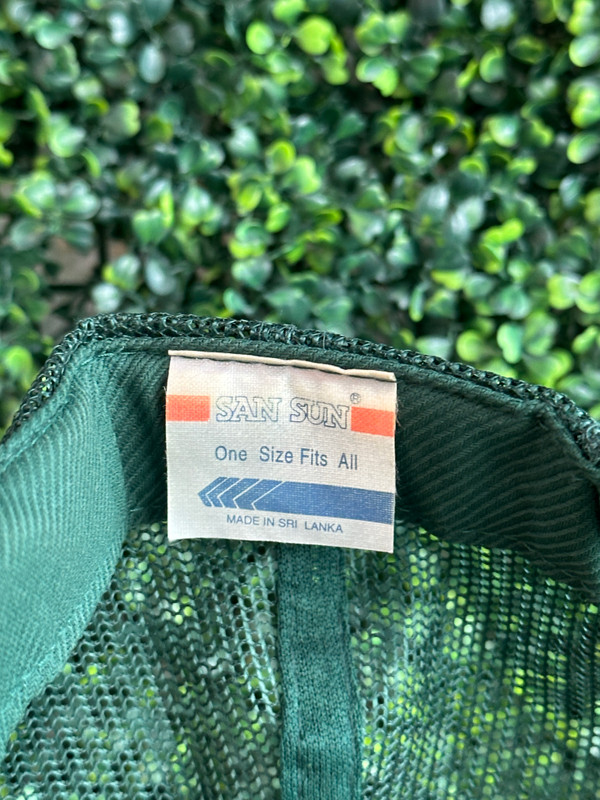 SAN SUN®
One Size Fits All
MADE IN SRI LANKA